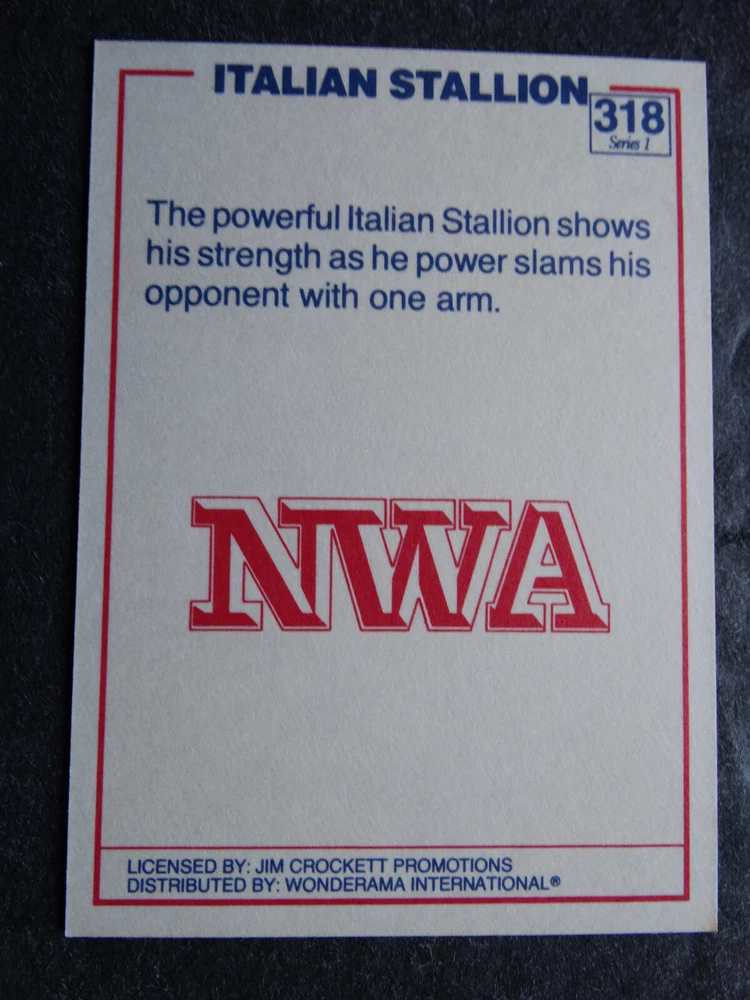 ITALIAN STALLION
318
Series 1
The powerful Italian Stallion shows
his strength as he power slams his
opponent with one arm.
NWA
LICENSED BY: JIM CROCKETT PROMOTIONS
DISTRIBUTED BY: WONDERAMA INTERNATIONAL®